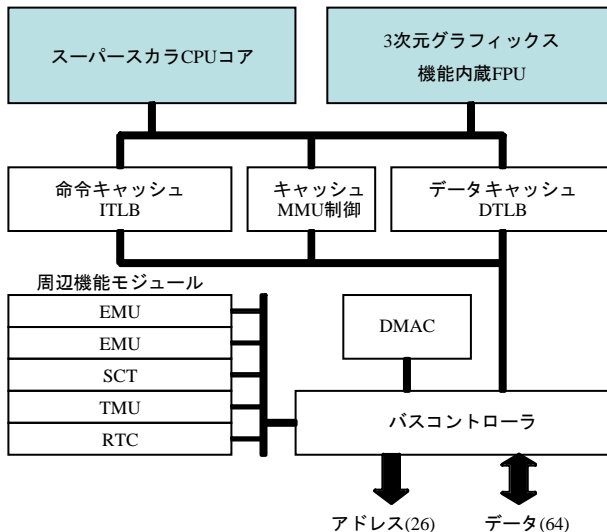 スーパースカラCPUコア
3次元グラフィックス
機能内蔵FPU
命令キャッシュ
ITLB
キャッシュ
MMU制御
データキャッシュ
DTLB
周辺機能モジュール
EMU
EMU
SCT
TMU
RTC
DMAC
バスコントローラ
アドレス(26)
データ(64)